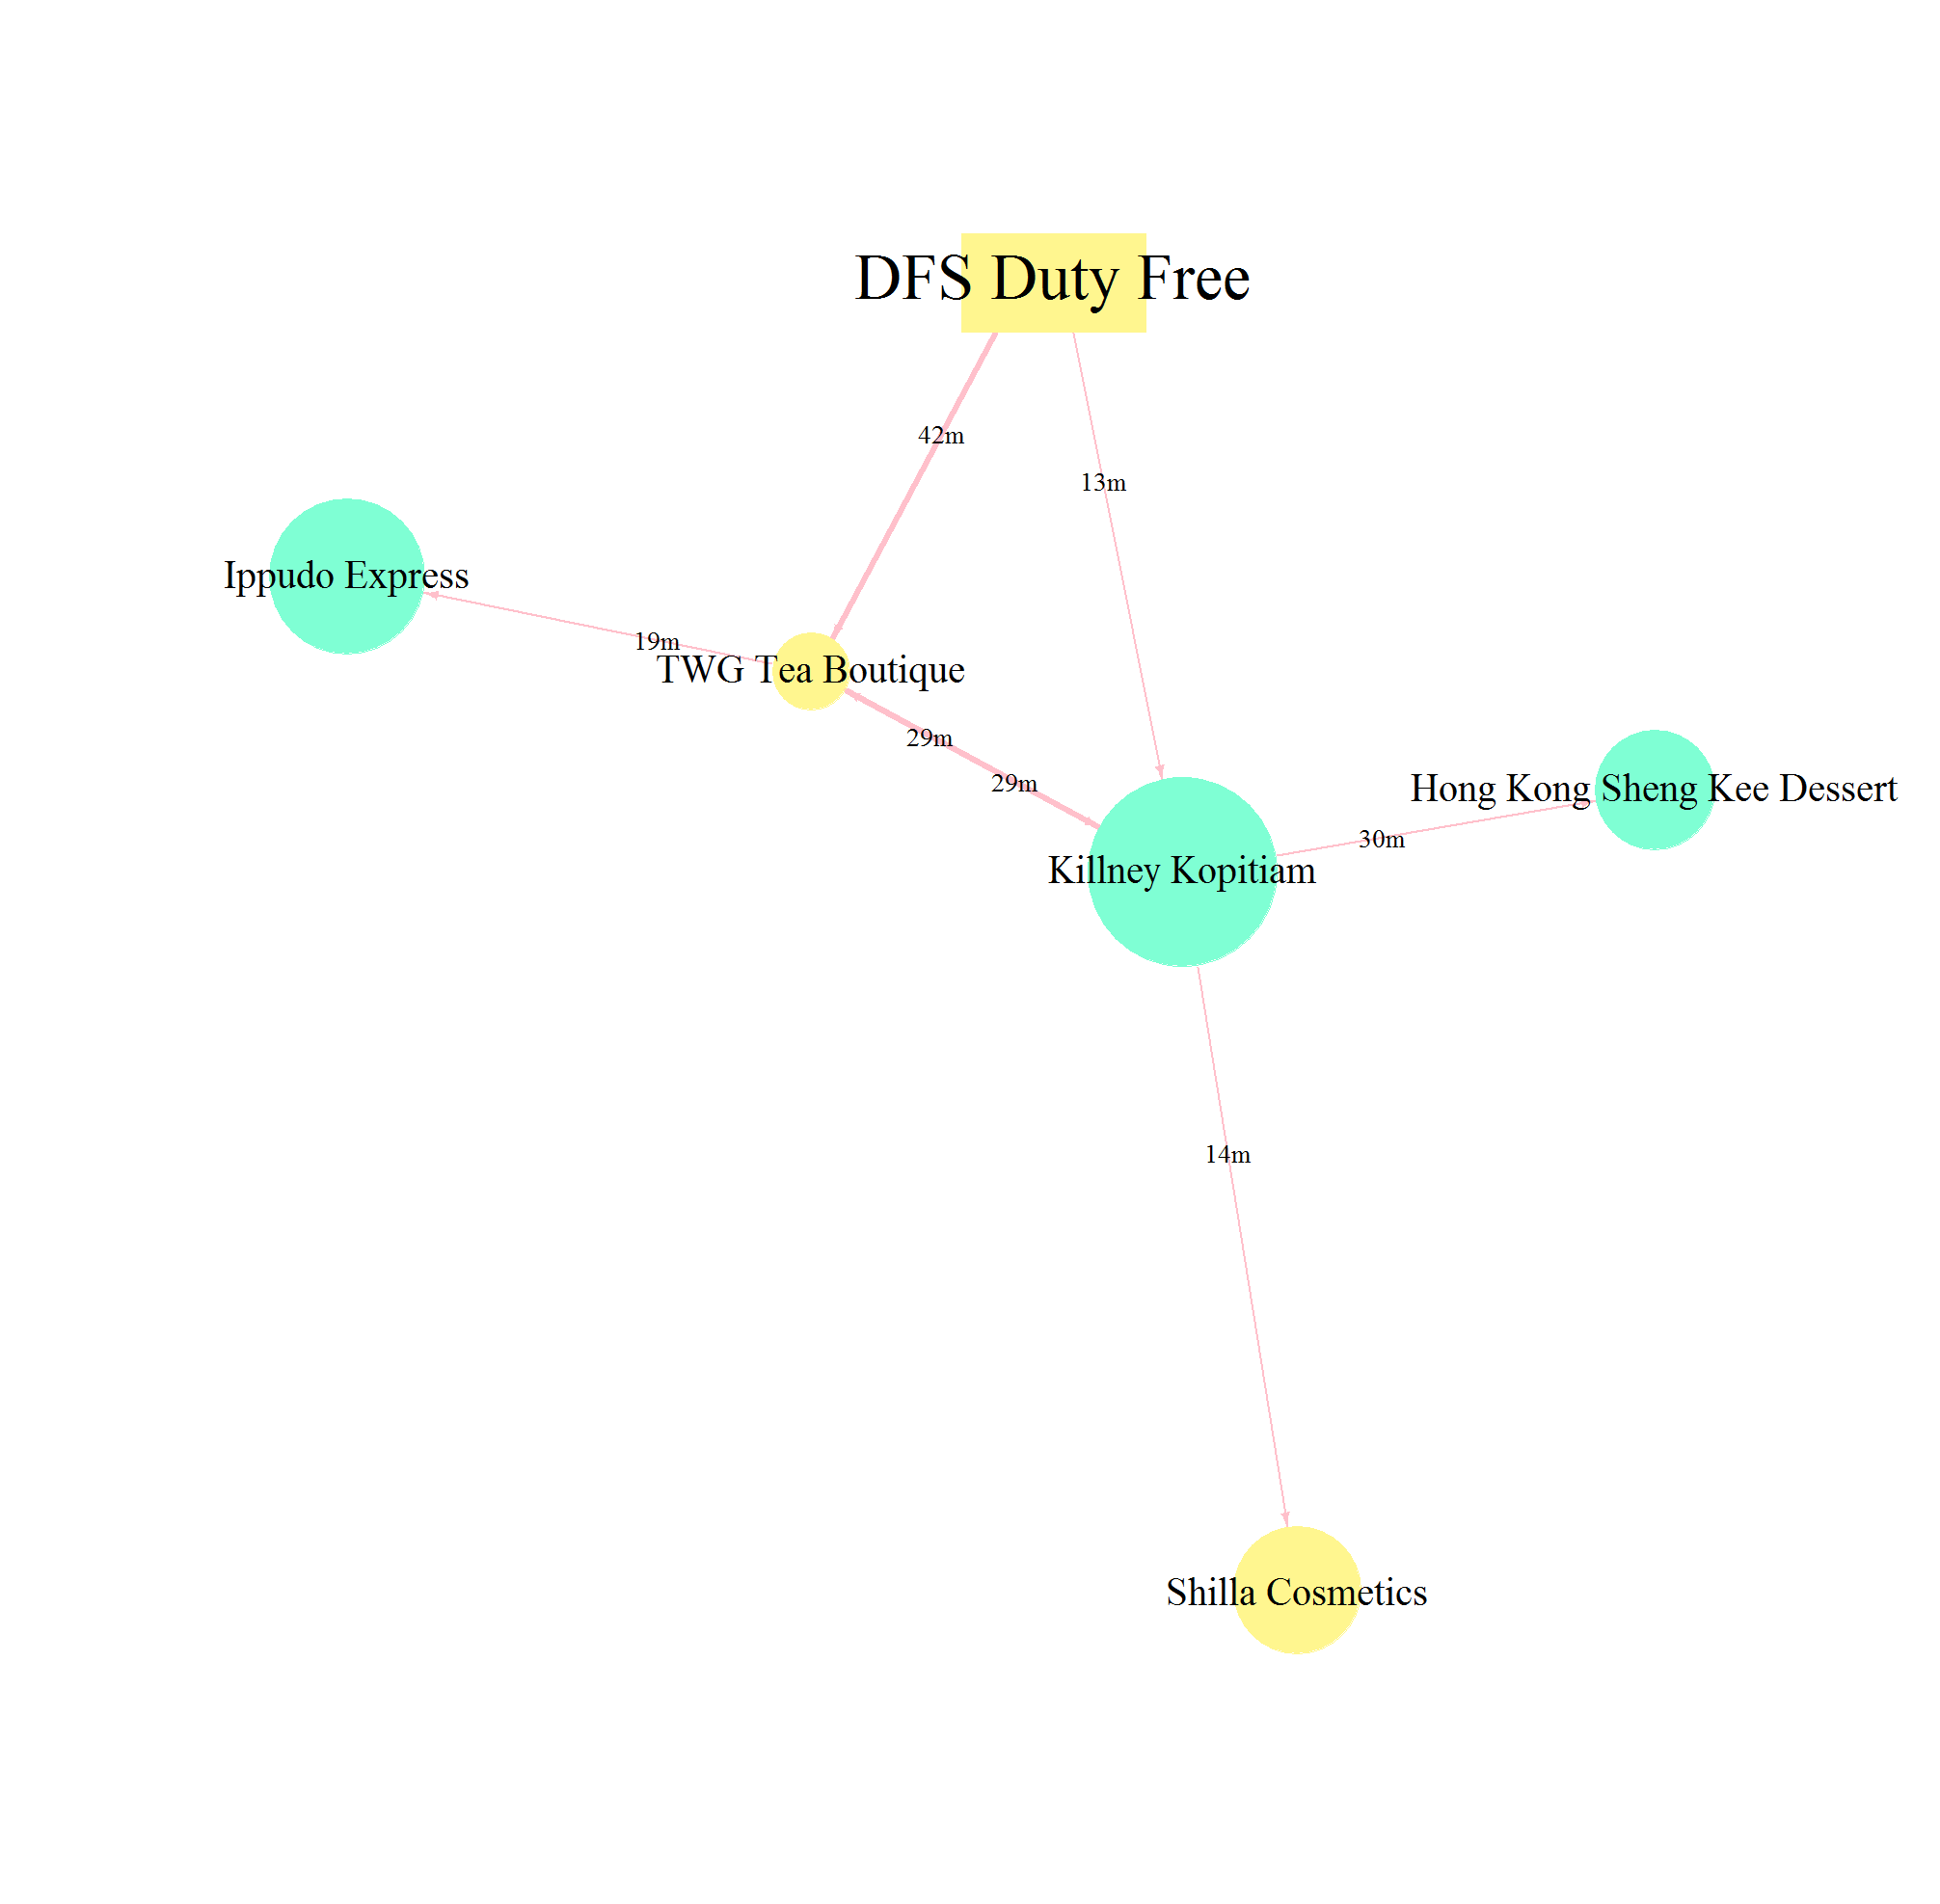 DFS Duty Free
42m
13m
Ippudo Express
19m
TWG Tea Boutique
29m
29m
Hong Kong Sheng Kee Dessert
30m
Killney Kopitiam
14m
Shilla Cosmetics